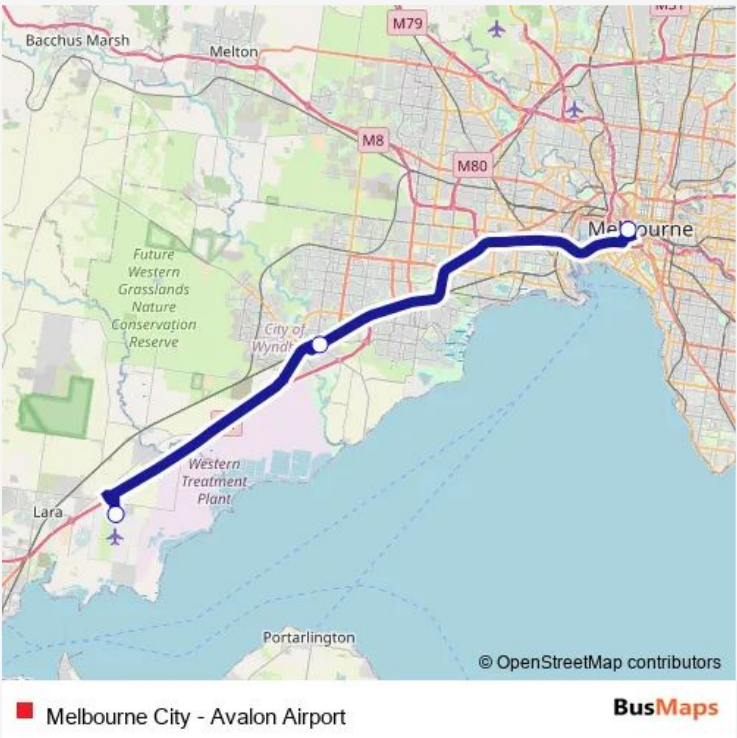 M31
M79
Bacchus Marsh
Melton
M8
M80
Melbourne
Future
Western
Grasslands
Nature
Conservation
Reserve
City of
Western
Treatment
Plant
Lara
Portarlington
© OpenStreetMap contributors
Melbourne City - Avalon Airport
BusMaps